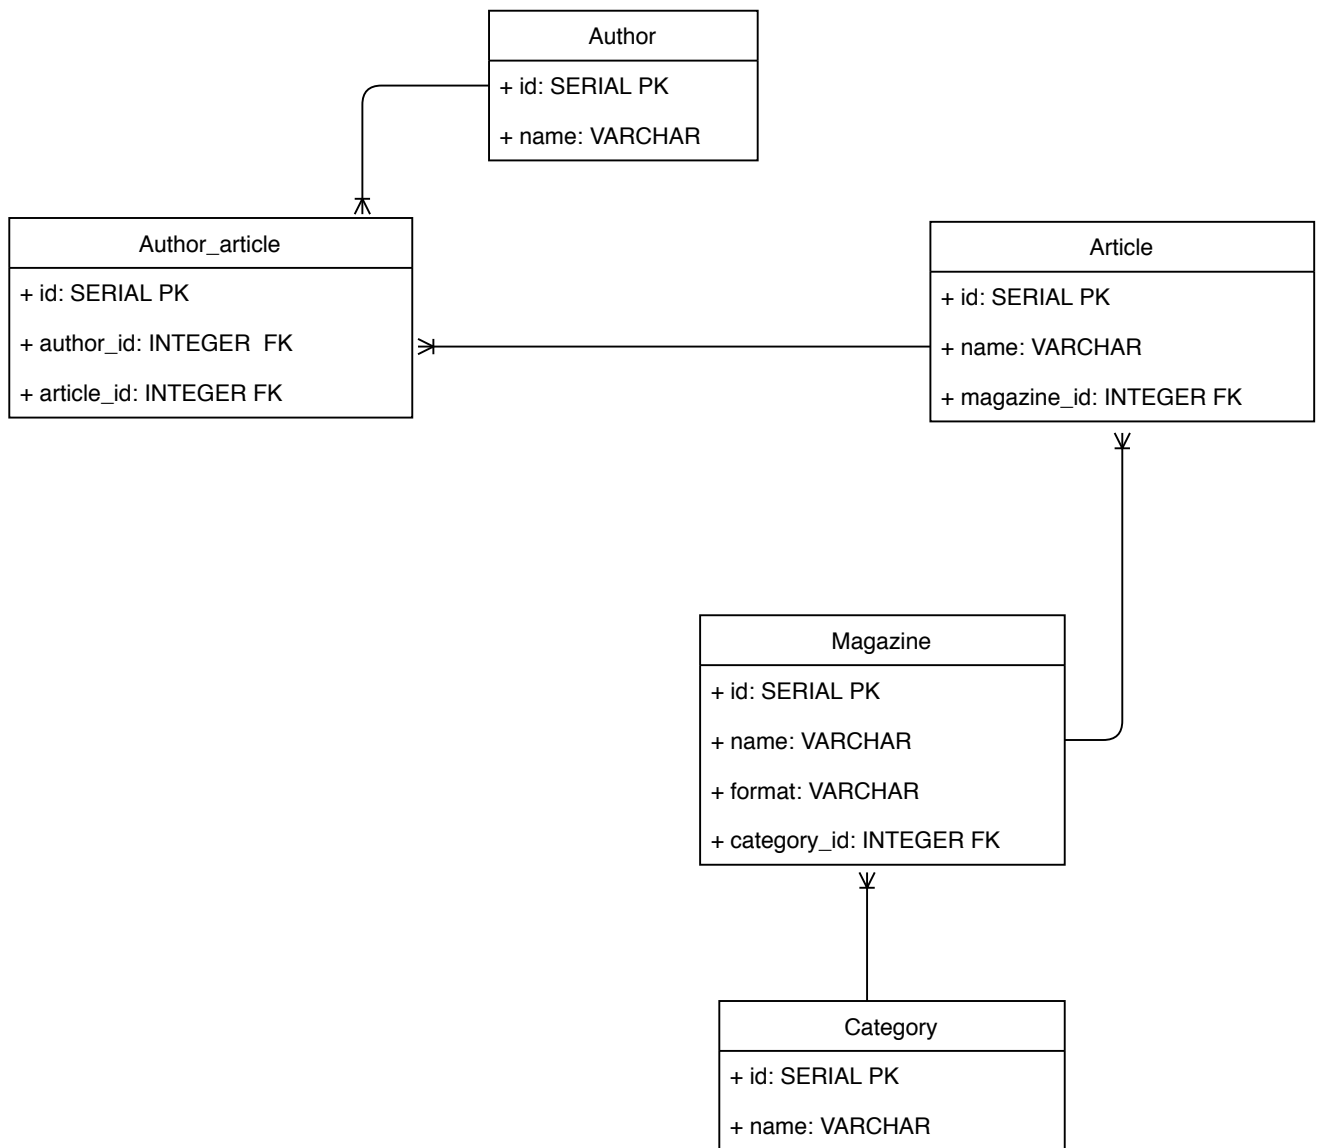 Author
+ id: SERIAL PK
+ name: VARCHAR
Author_article
+ id: SERIAL PK
+ author_id: INTEGER  FK
+ article_id: INTEGER FK
Article
+ id: SERIAL PK
+ name: VARCHAR
+ magazine_id: INTEGER FK
Magazine
+ id: SERIAL PK
+ name: VARCHAR
+ format: VARCHAR
+ category_id: INTEGER FK
Category
+ id: SERIAL PK
+ name: VARCHAR